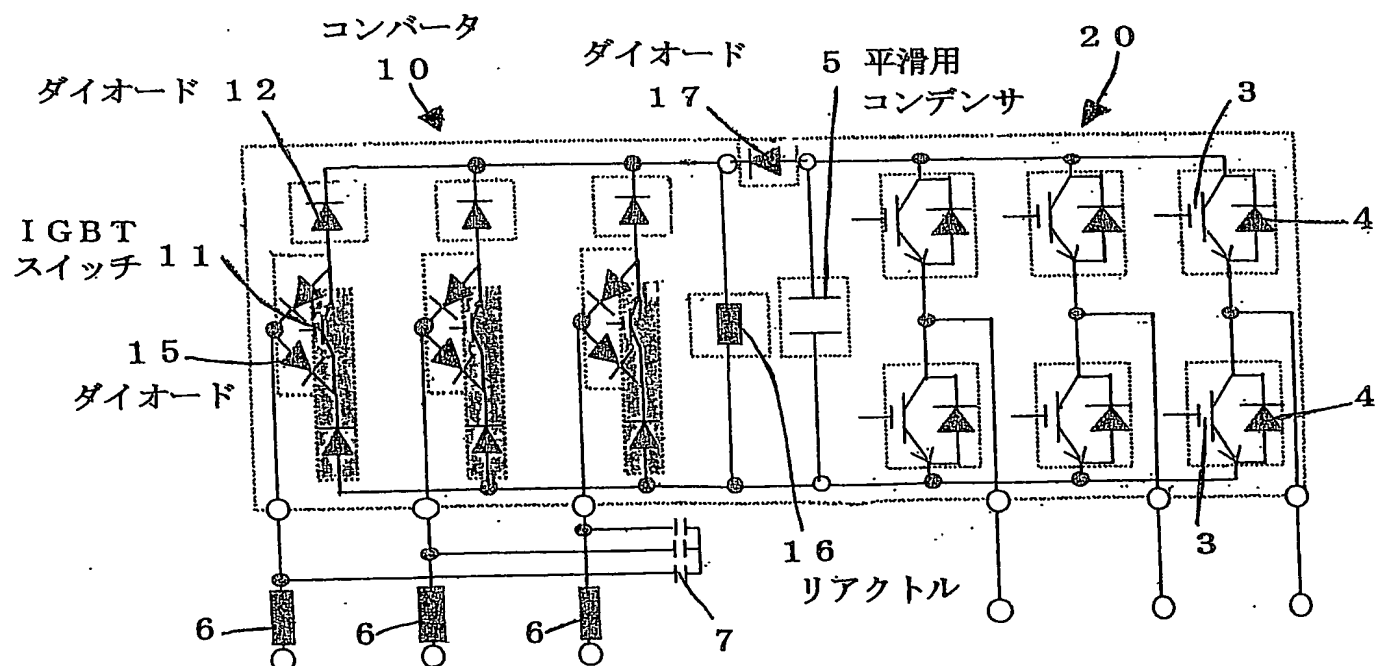 コンバータ
１０
ダイオード
１７
５ 平滑用
コンデンサ
２０
３
ダイオード １２
ＩＧＢＴ
スイッチ １１
４
１５
ダイオード
４
１６
リアクトル
３
６
６
６
７